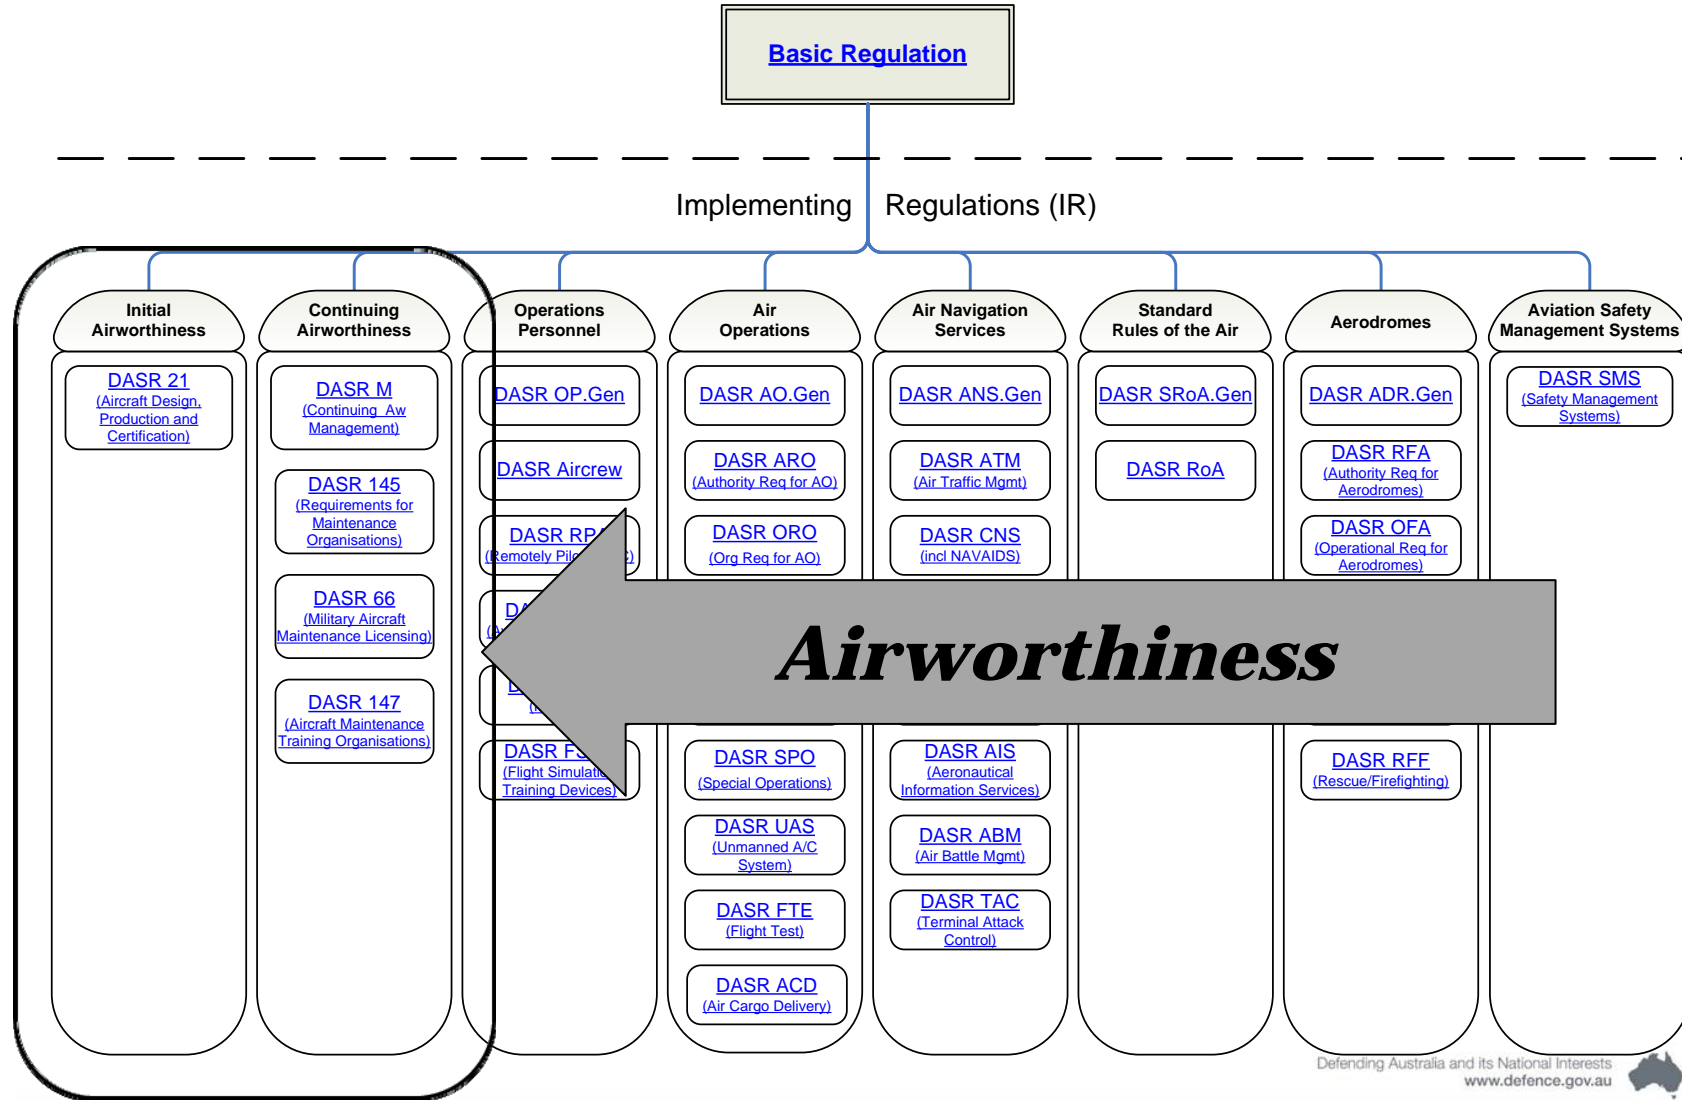 Basic Regulation
Implementing Regulations (IR)
Initial
Airworthiness
DASR 21
(Aircraft Design,
Production and
Certification)
Continuing
Airworthiness
DASR M
(Continuing Aw
Management)
DASR 145
(Requirements for
Maintenance
Organisations)
DASR 66
(Military Aircraft
Maintenance Licensing)
DASR 147
(Aircraft Maintenance
Training Organisations)
Operations
Personnel
DASR OP.Gen
DASR Aircrew
DASR
(Remotely
DASR
(Flight
Training Devices)
Air
Operations
DASR AO.Gen
DASR ARO
(Authority Req for AO)
DASR ORO
(Org Req for AO)
DASR SPO
(Special Operations)
DASR UAS
(Unmanned A/C
System)
DASR FTE
(Flight Test)
DASR ACD
(Air Cargo Delivery)
Air Navigation
Services
DASR ANS.Gen
DASR ATM
(Air Traffic Mgmt)
DASR CNS
(incl NAVAIDS)
DASR AIS
(Aeronautical
Information Services)
DASR ABM
(Air Battle Mgmt)
DASR TAC
(Terminal Attack
Control)
Standard
Rules of the Air
DASR SRoA.Gen
DASR RoA
Aerodromes
DASR ADR.Gen
DASR RFA
(Authority Req for
Aerodromes)
DASR OFA
(Operational Req for
Aerodromes)
DASR RFF
(Rescue/Firefighting)
Aviation Safety
Management Systems
DASR SMS
(Safety Management
Systems)
Airworthiness
Defending Australia and its National Interests
www.defence.gov.au